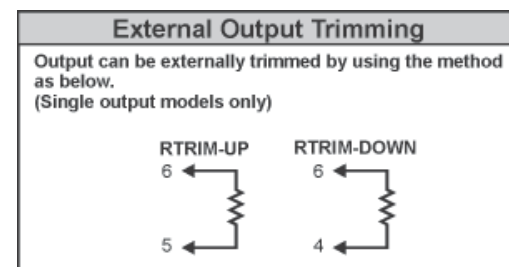 External Output Trimming
Output can be externally trimmed by using the method
as below.
(Single output models only)
RTRIM-UP RTRIM-DOWN
6 6
5 4